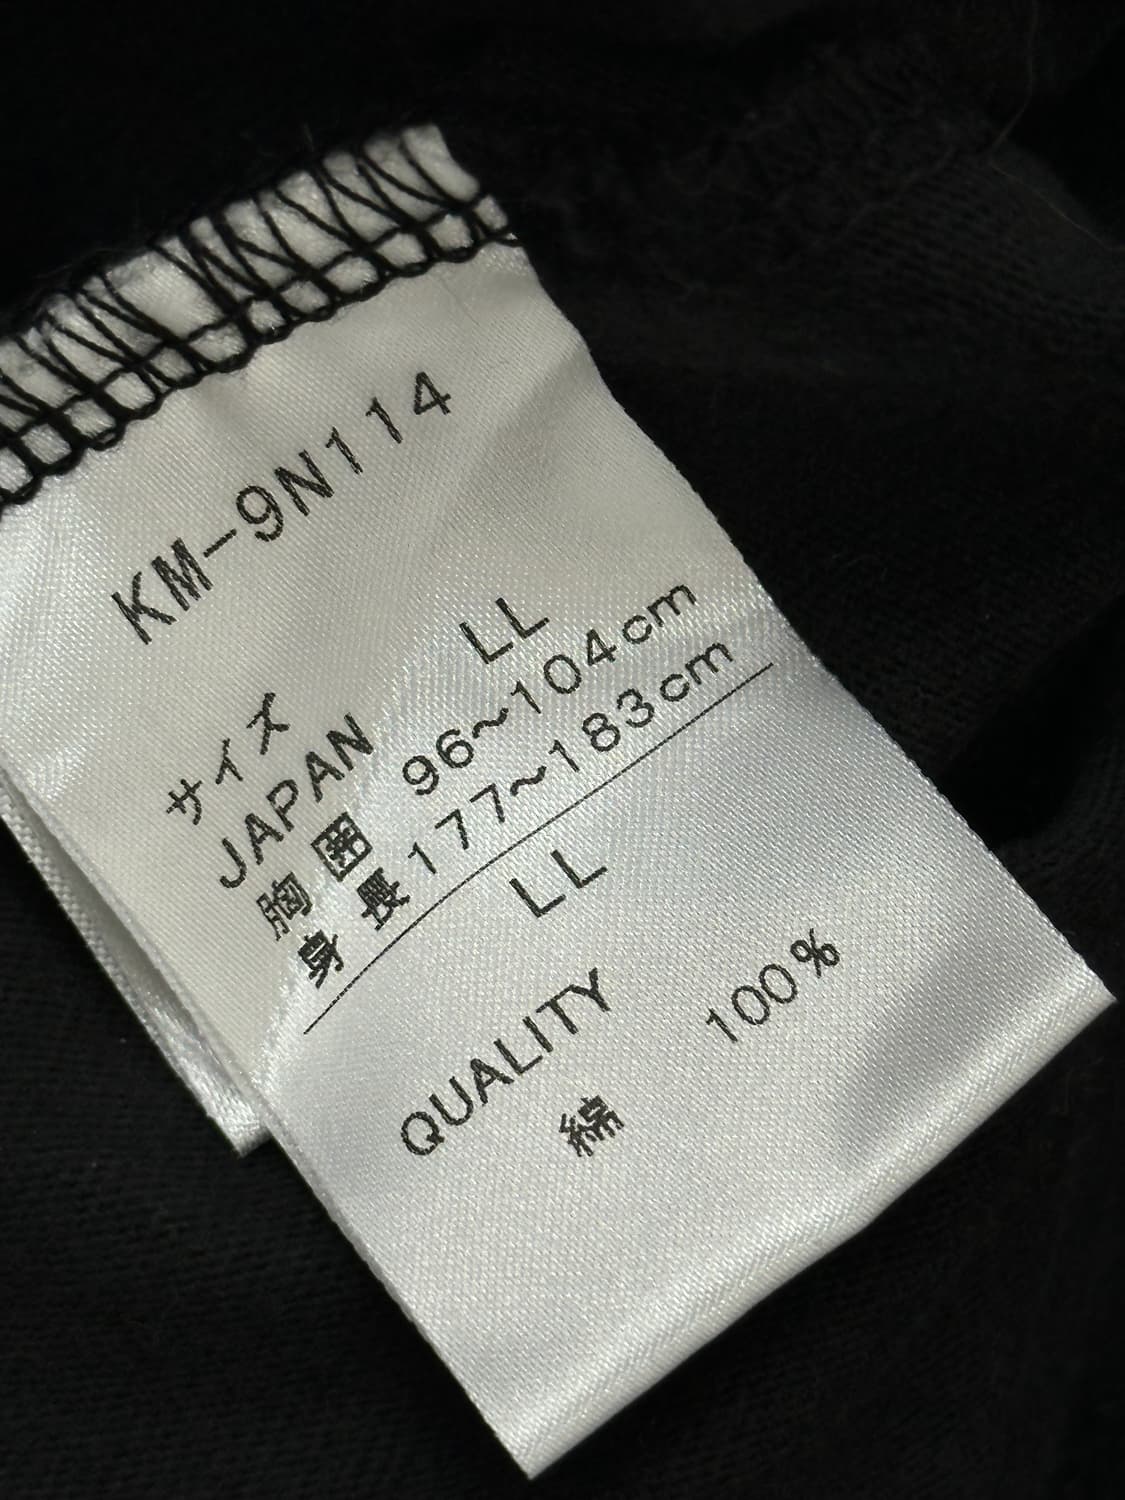 KM-9N114
サイズ LL
JAPAN
胸囲 96~104cm
身長 177~183cm
LL
QUALITY
綿 100%